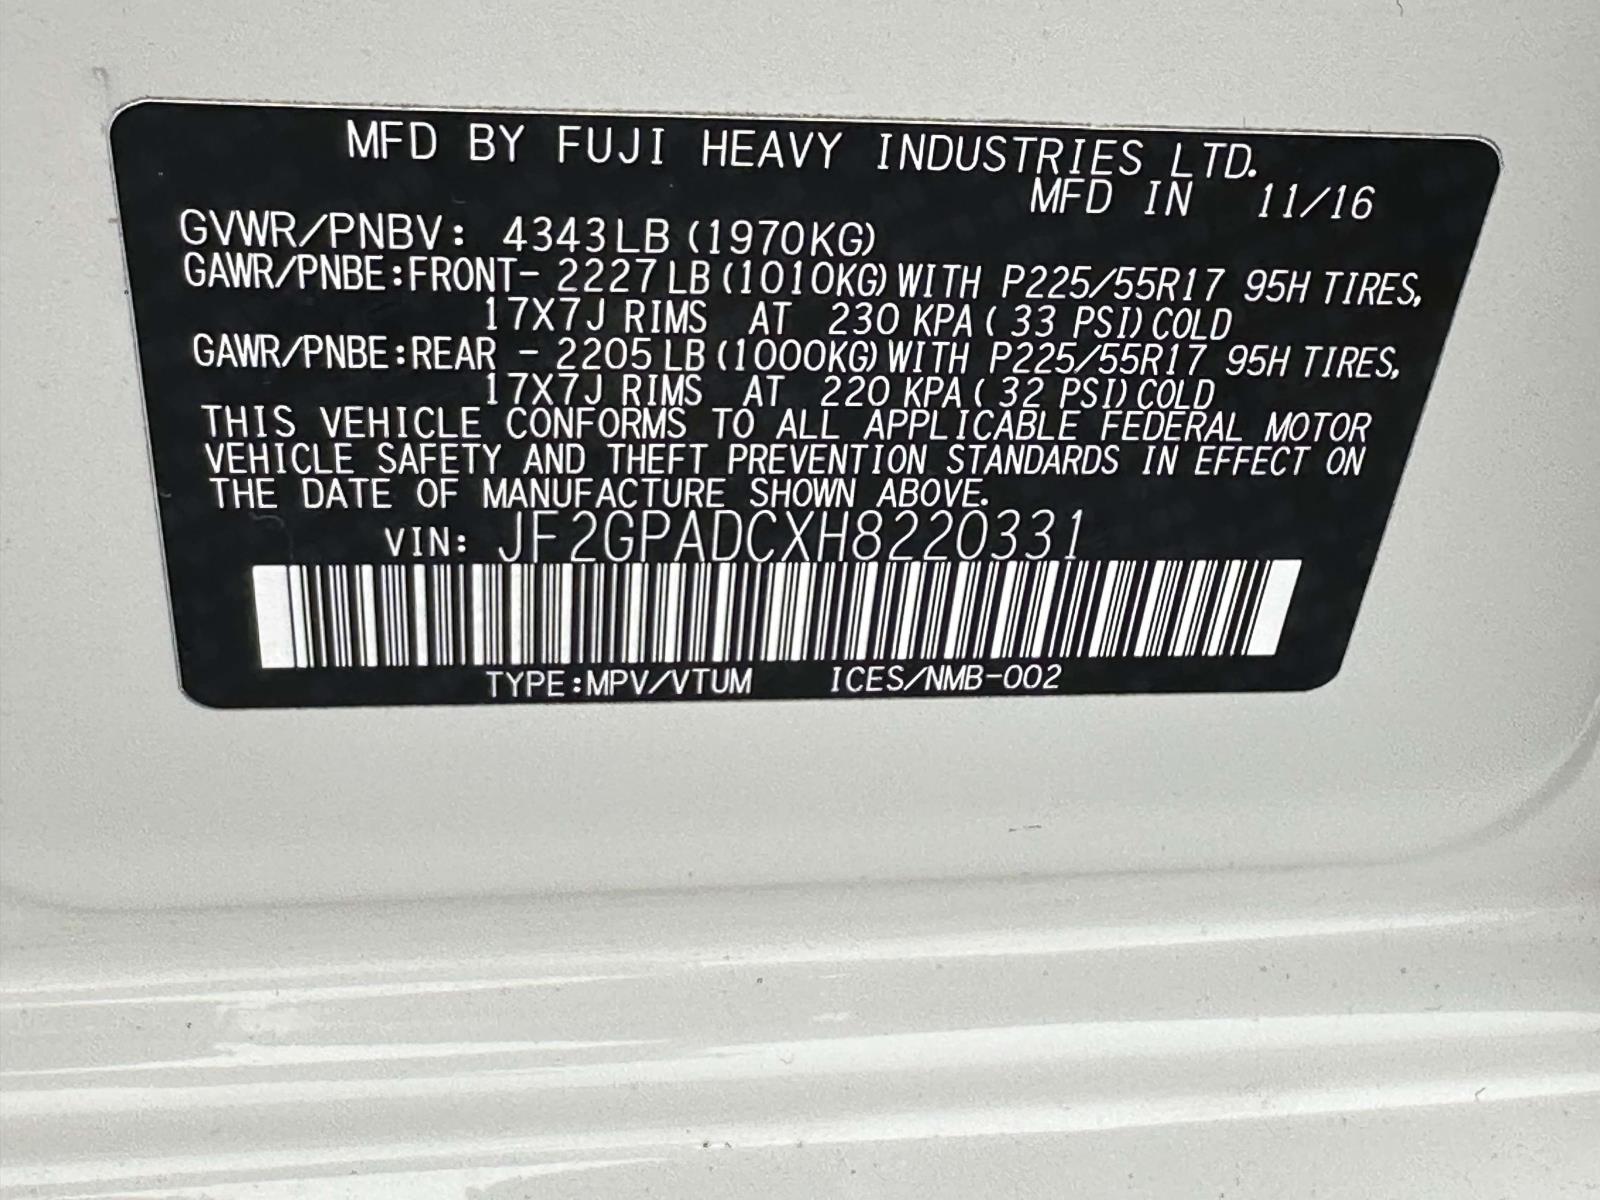 MFD BY FUJI HEAVY INDUSTRIES LTD.
MFD IN 11/16
GVWR/PNBV: 4343LB (1970KG)
GAWR/PNBE:FRONT- 2227LB (1010KG) WITH P225/55R17 95H TIRES,
17X7J RIMS AT 230 KPA ( 33 PSI) COLD
GAWR/PNBE:REAR - 2205LB (1000KG) WITH P225/55R17 95H TIRES,
17X7J RIMS AT 220 KPA ( 32 PSI) COLD
THIS VEHICLE CONFORMS TO ALL APPLICABLE FEDERAL MOTOR
VEHICLE SAFETY AND THEFT PREVENTION STANDARDS IN EFFECT ON
THE DATE OF MANUFACTURE SHOWN ABOVE.
VIN: JF2GPADCXH8220331
TYPE:MPV/VTUM ICES/NMB-002